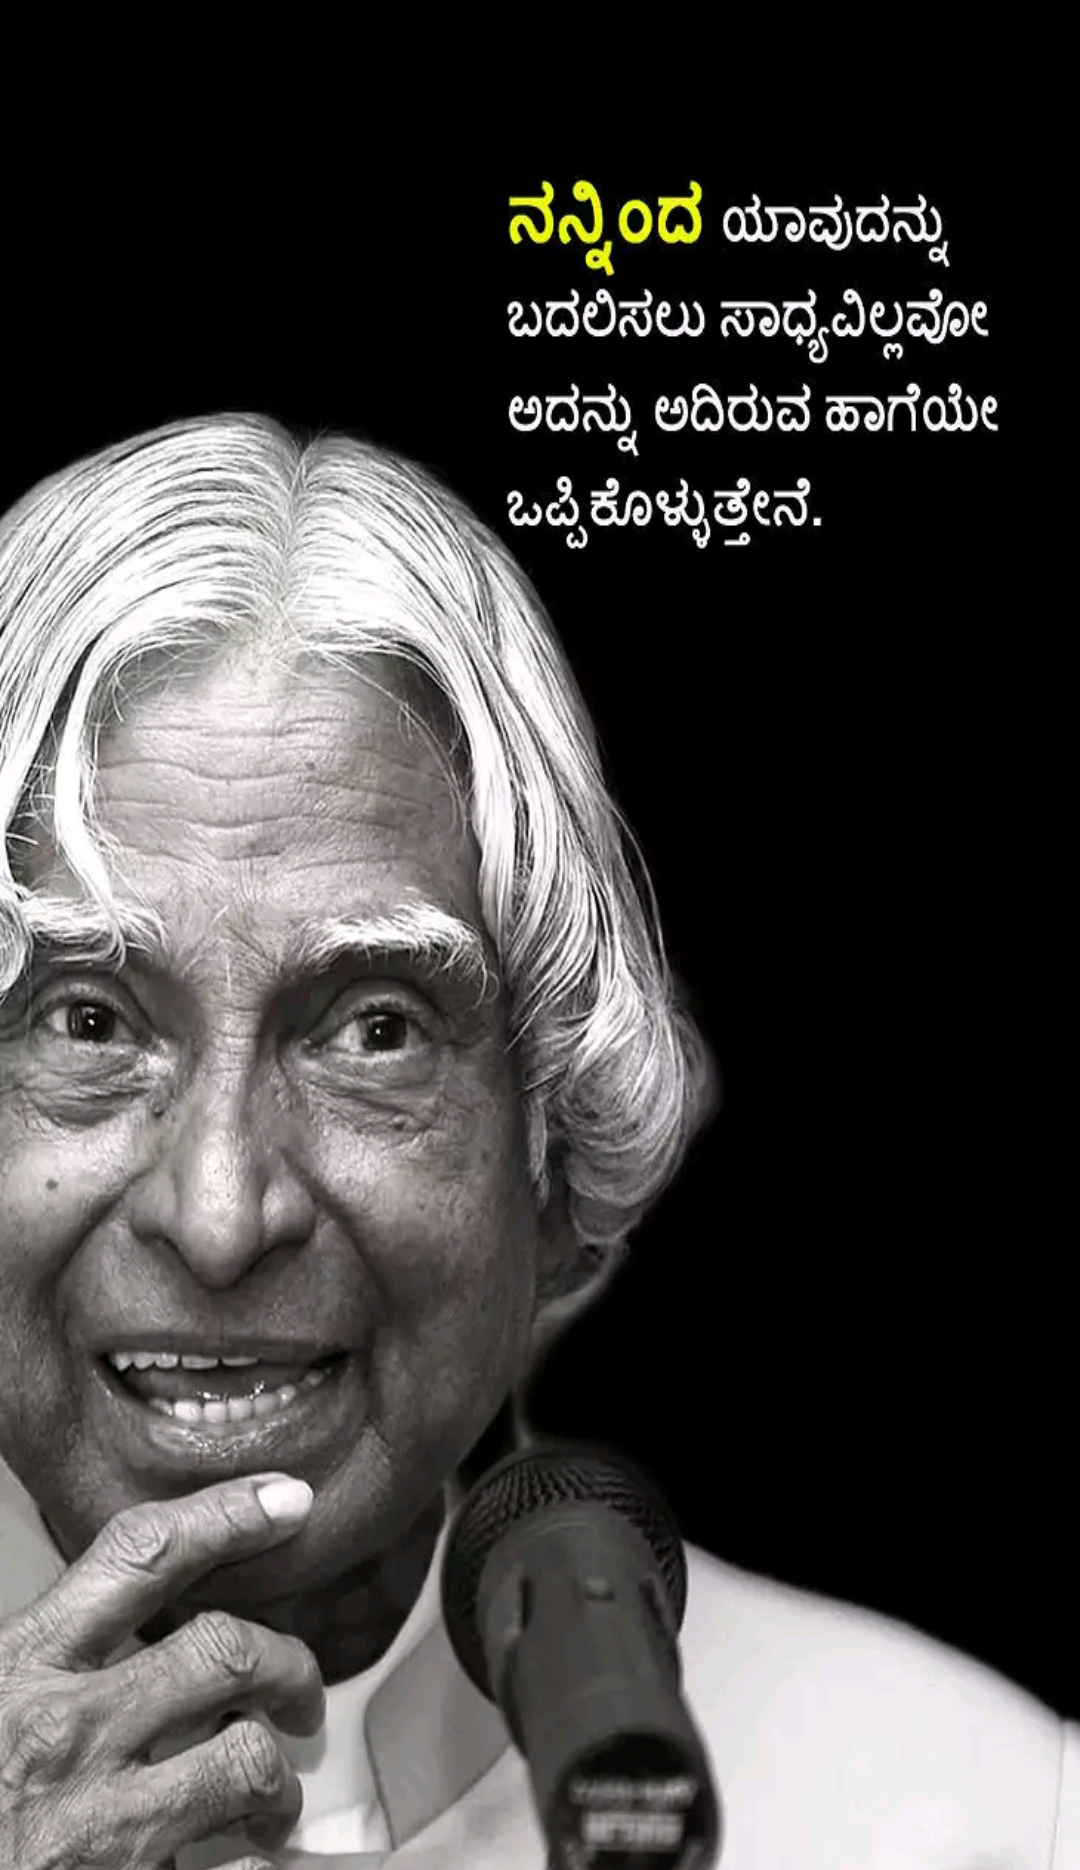 ನನ್ನಿಂದ ಯಾವುದನ್ನು
ಬದಲಿಸಲು ಸಾಧ್ಯವಿಲ್ಲವೋ
ಅದನ್ನು ಅದಿರುವ ಹಾಗೆಯೇ
ಒಪ್ಪಿಕೊಳ್ಳುತ್ತೇನೆ.